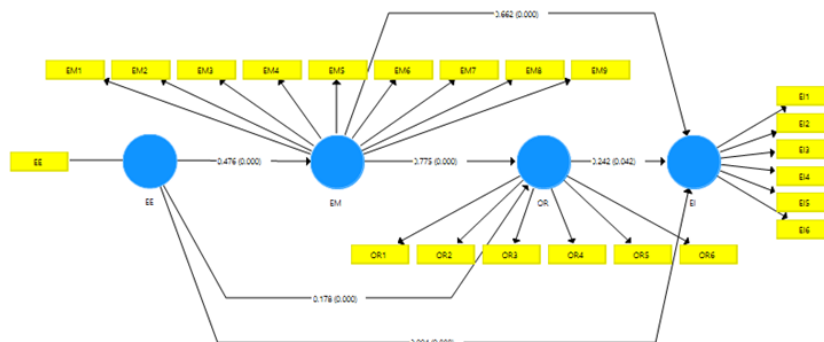 0.662 (0.000)
EM1 EM2 EM3 EM4 EM5 EM6 EM7 EM8 EM9
EI1
EI2
EI3
EI4
EI5
EI6
EE 0.476 (0.000) 0.775 (0.000) 0.242 (0.042)
EE EM OR EI
OR1 OR2 OR3 OR4 OR5 OR6
0.178 (0.000)